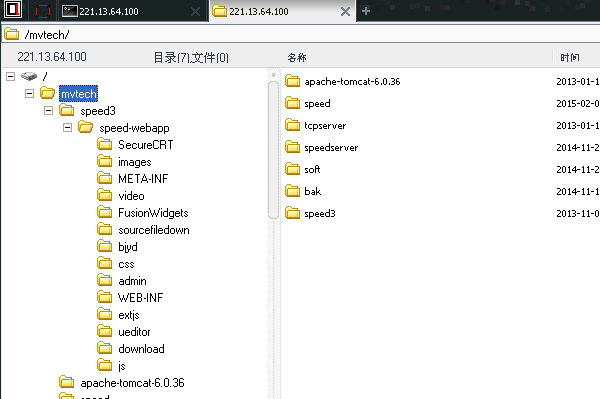 221.13.64.100 221.13.64.100
/mvtech/
221.13.64.100 目录(7),文件(0) 名称 时间
/
mvtech
speed3
speed-webapp
SecureCRT
images
META-INF
video
FusionWidgets
sourcefiledown
bjyd
css
admin
WEB-INF
extjs
ueditor
download
js
apache-tomcat-6.0.36
speed
apache-tomcat-6.0.36 2013-01-1
speed 2015-02-0
tcpserver 2013-01-1
speedserver 2014-11-2
soft 2014-11-2
bak 2014-11-1
speed3 2013-11-0